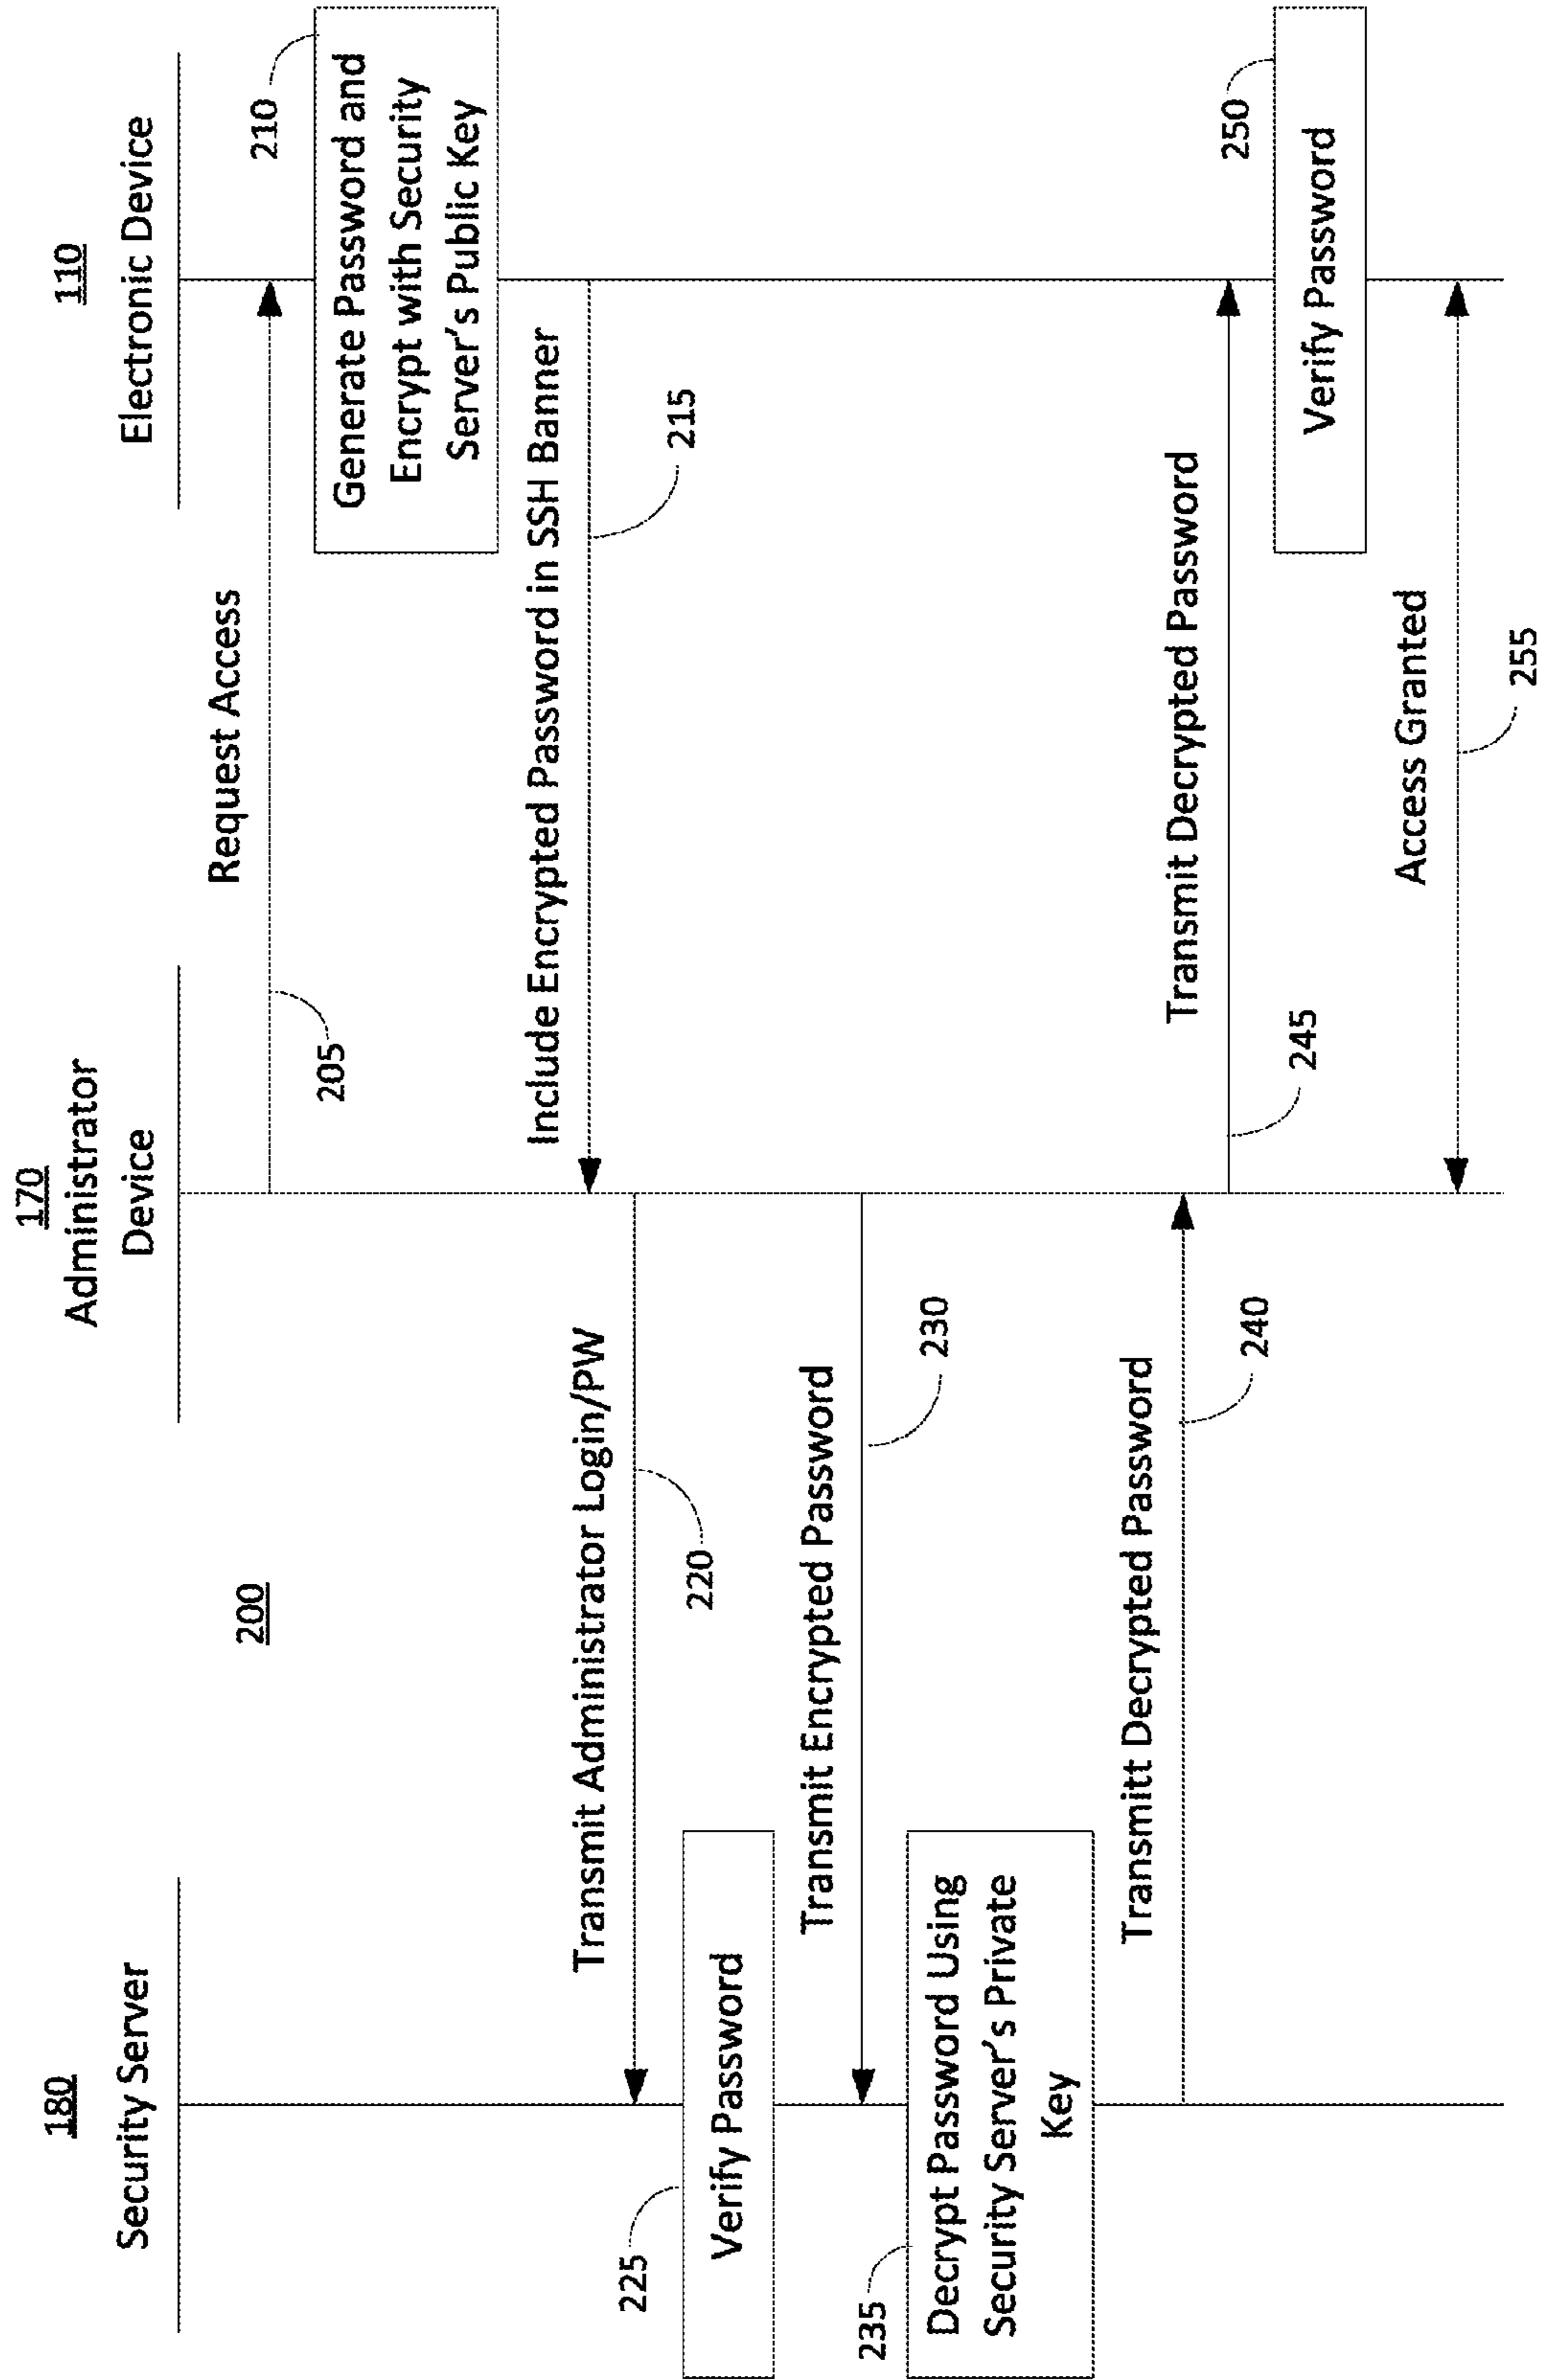 180
Security Server
170
Administrator
Device
110
Electronic Device
200
Request Access
205
210
Generate Password and
Encrypt with Security
Server's Public Key
Include Encrypted Password in SSH Banner
215
Transmit Administrator Login/PW
220
225
Verify Password
Transmit Encrypted Password
230
235
Decrypt Password Using
Security Server's Private
Key
Transmitt Decrypted Password
240
Transmit Decrypted Password
245
250
Verify Password
Access Granted
255